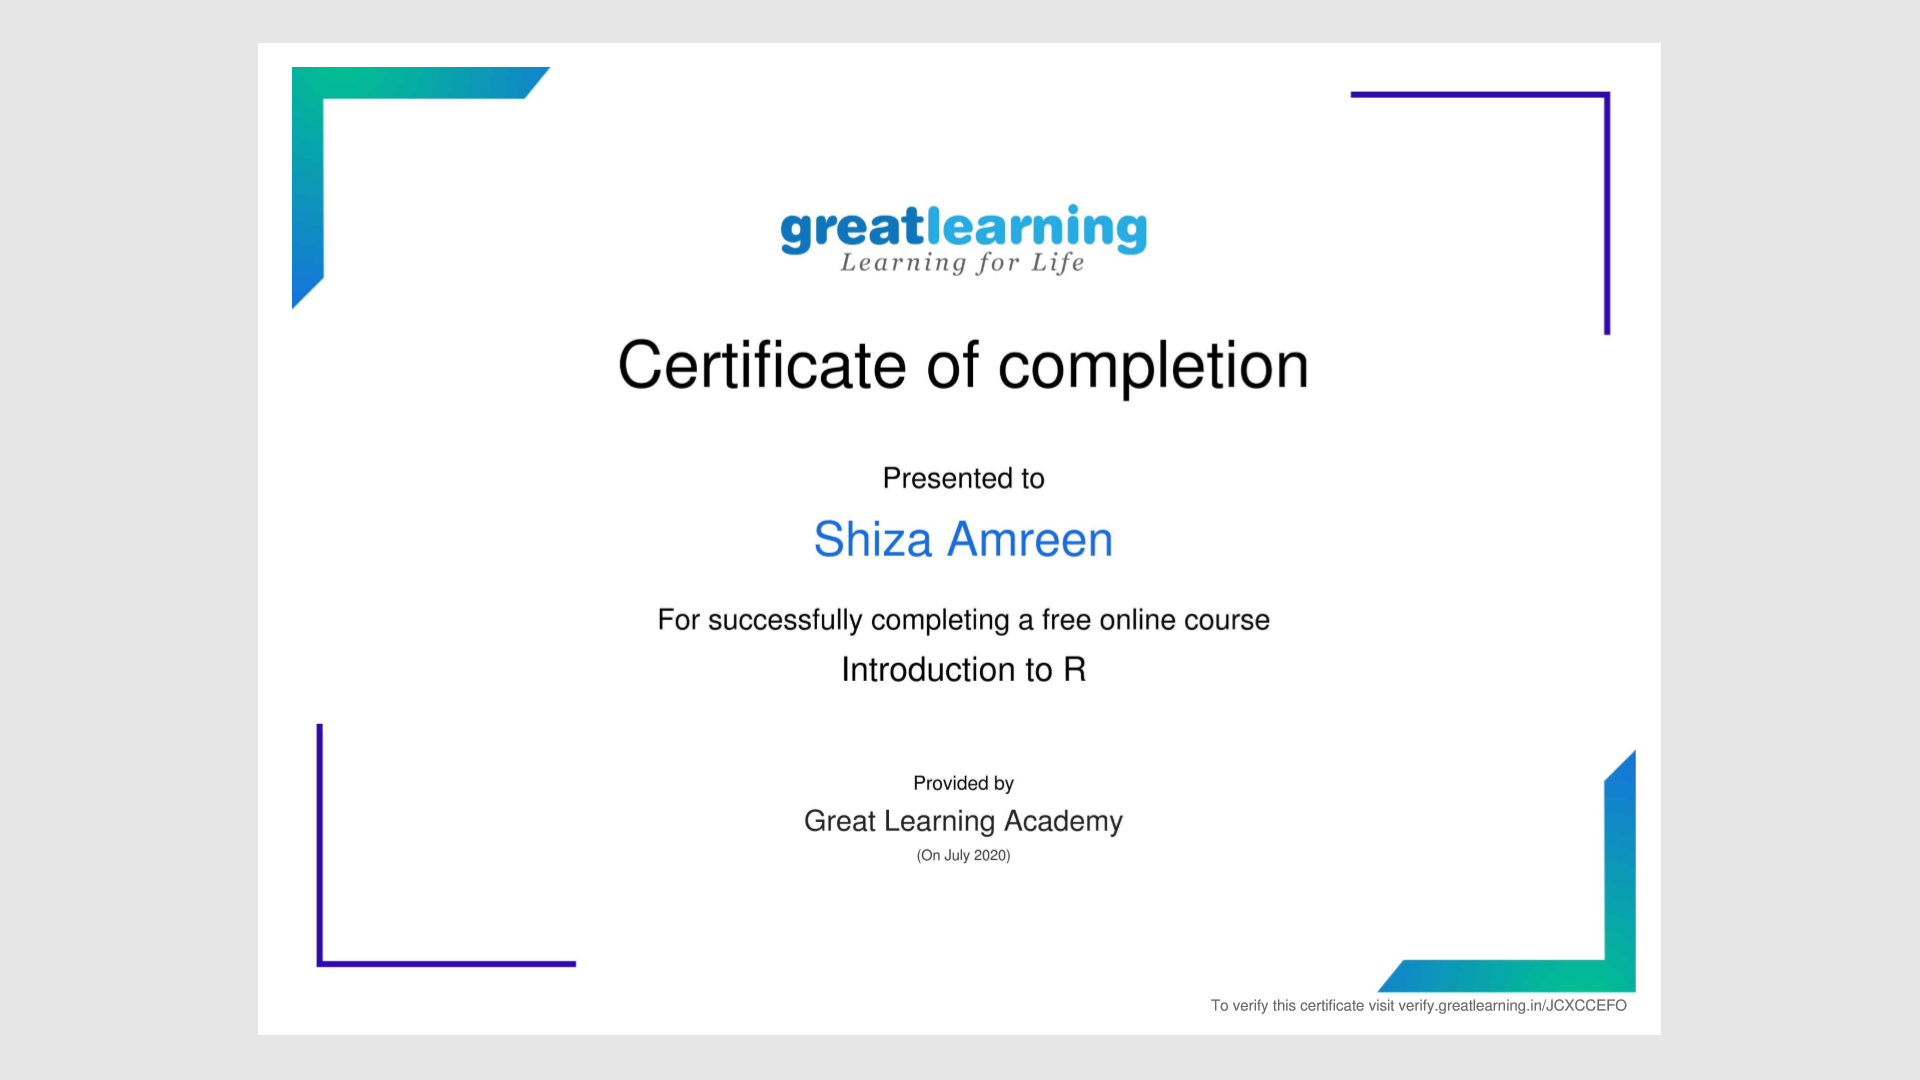 greatlearning
Learning for Life
Certificate of completion
Presented to
Shiza Amreen
For successfully completing a free online course
Introduction to R
Provided by
Great Learning Academy
(On July 2020)
To verify this certificate visit verify.greatlearning.in/JCXCCEFO